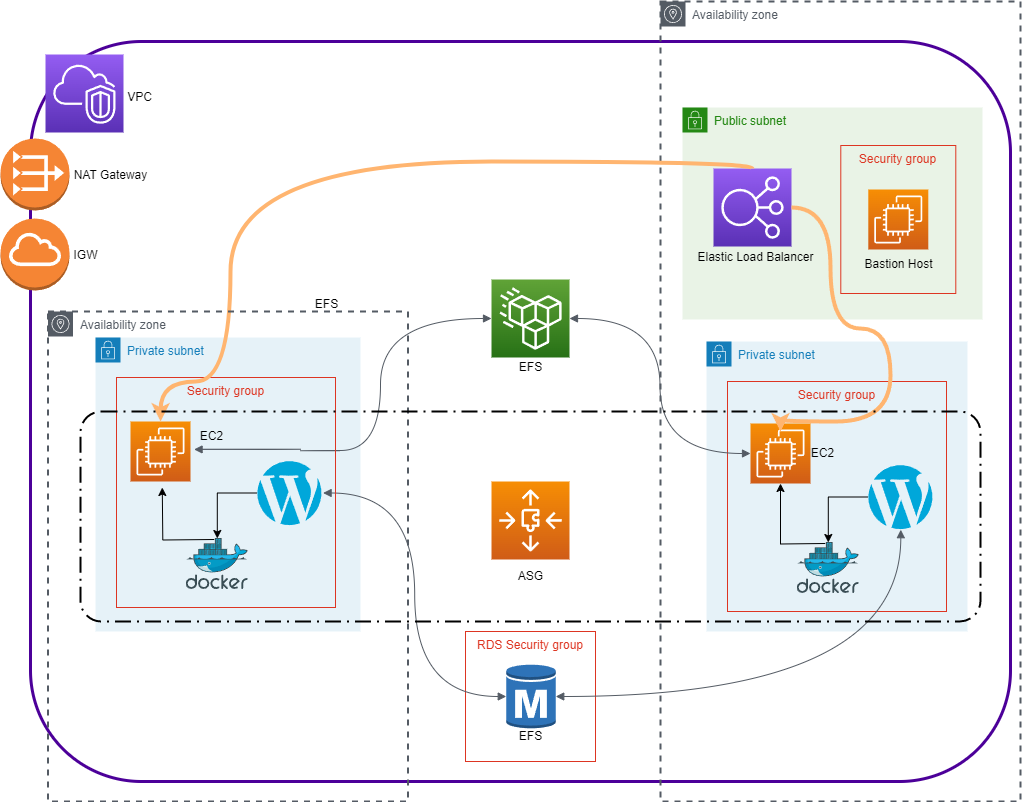 Availability zone
VPC
Public subnet
Security group
NAT Gateway
IGW
Elastic Load Balancer
Bastion Host
EFS
Availability zone
Private subnet
EFS
Private subnet
Security group
Security group
EC2
EC2
docker
docker
ASG
RDS Security group
M
EFS